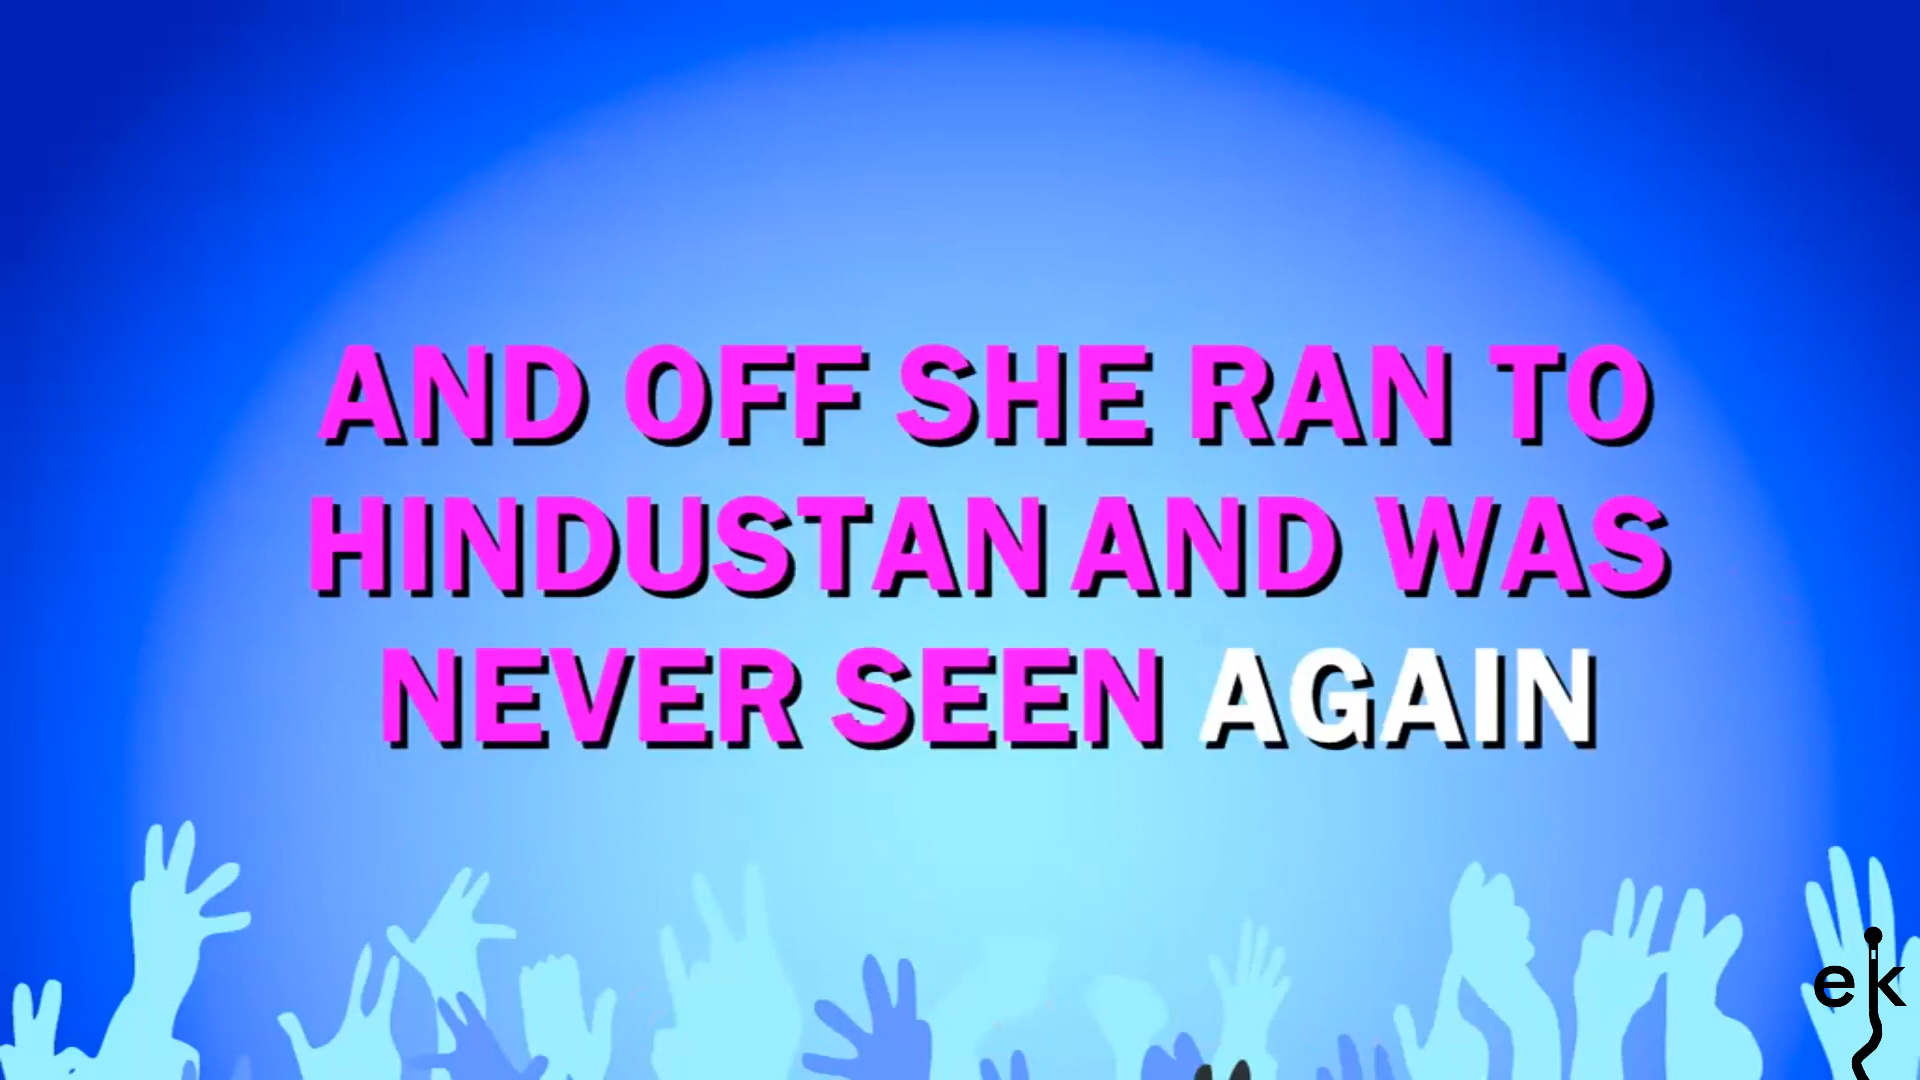 AND OFF SHE RAN TO
HINDUSTAN AND WAS
NEVER SEEN AGAIN
ek